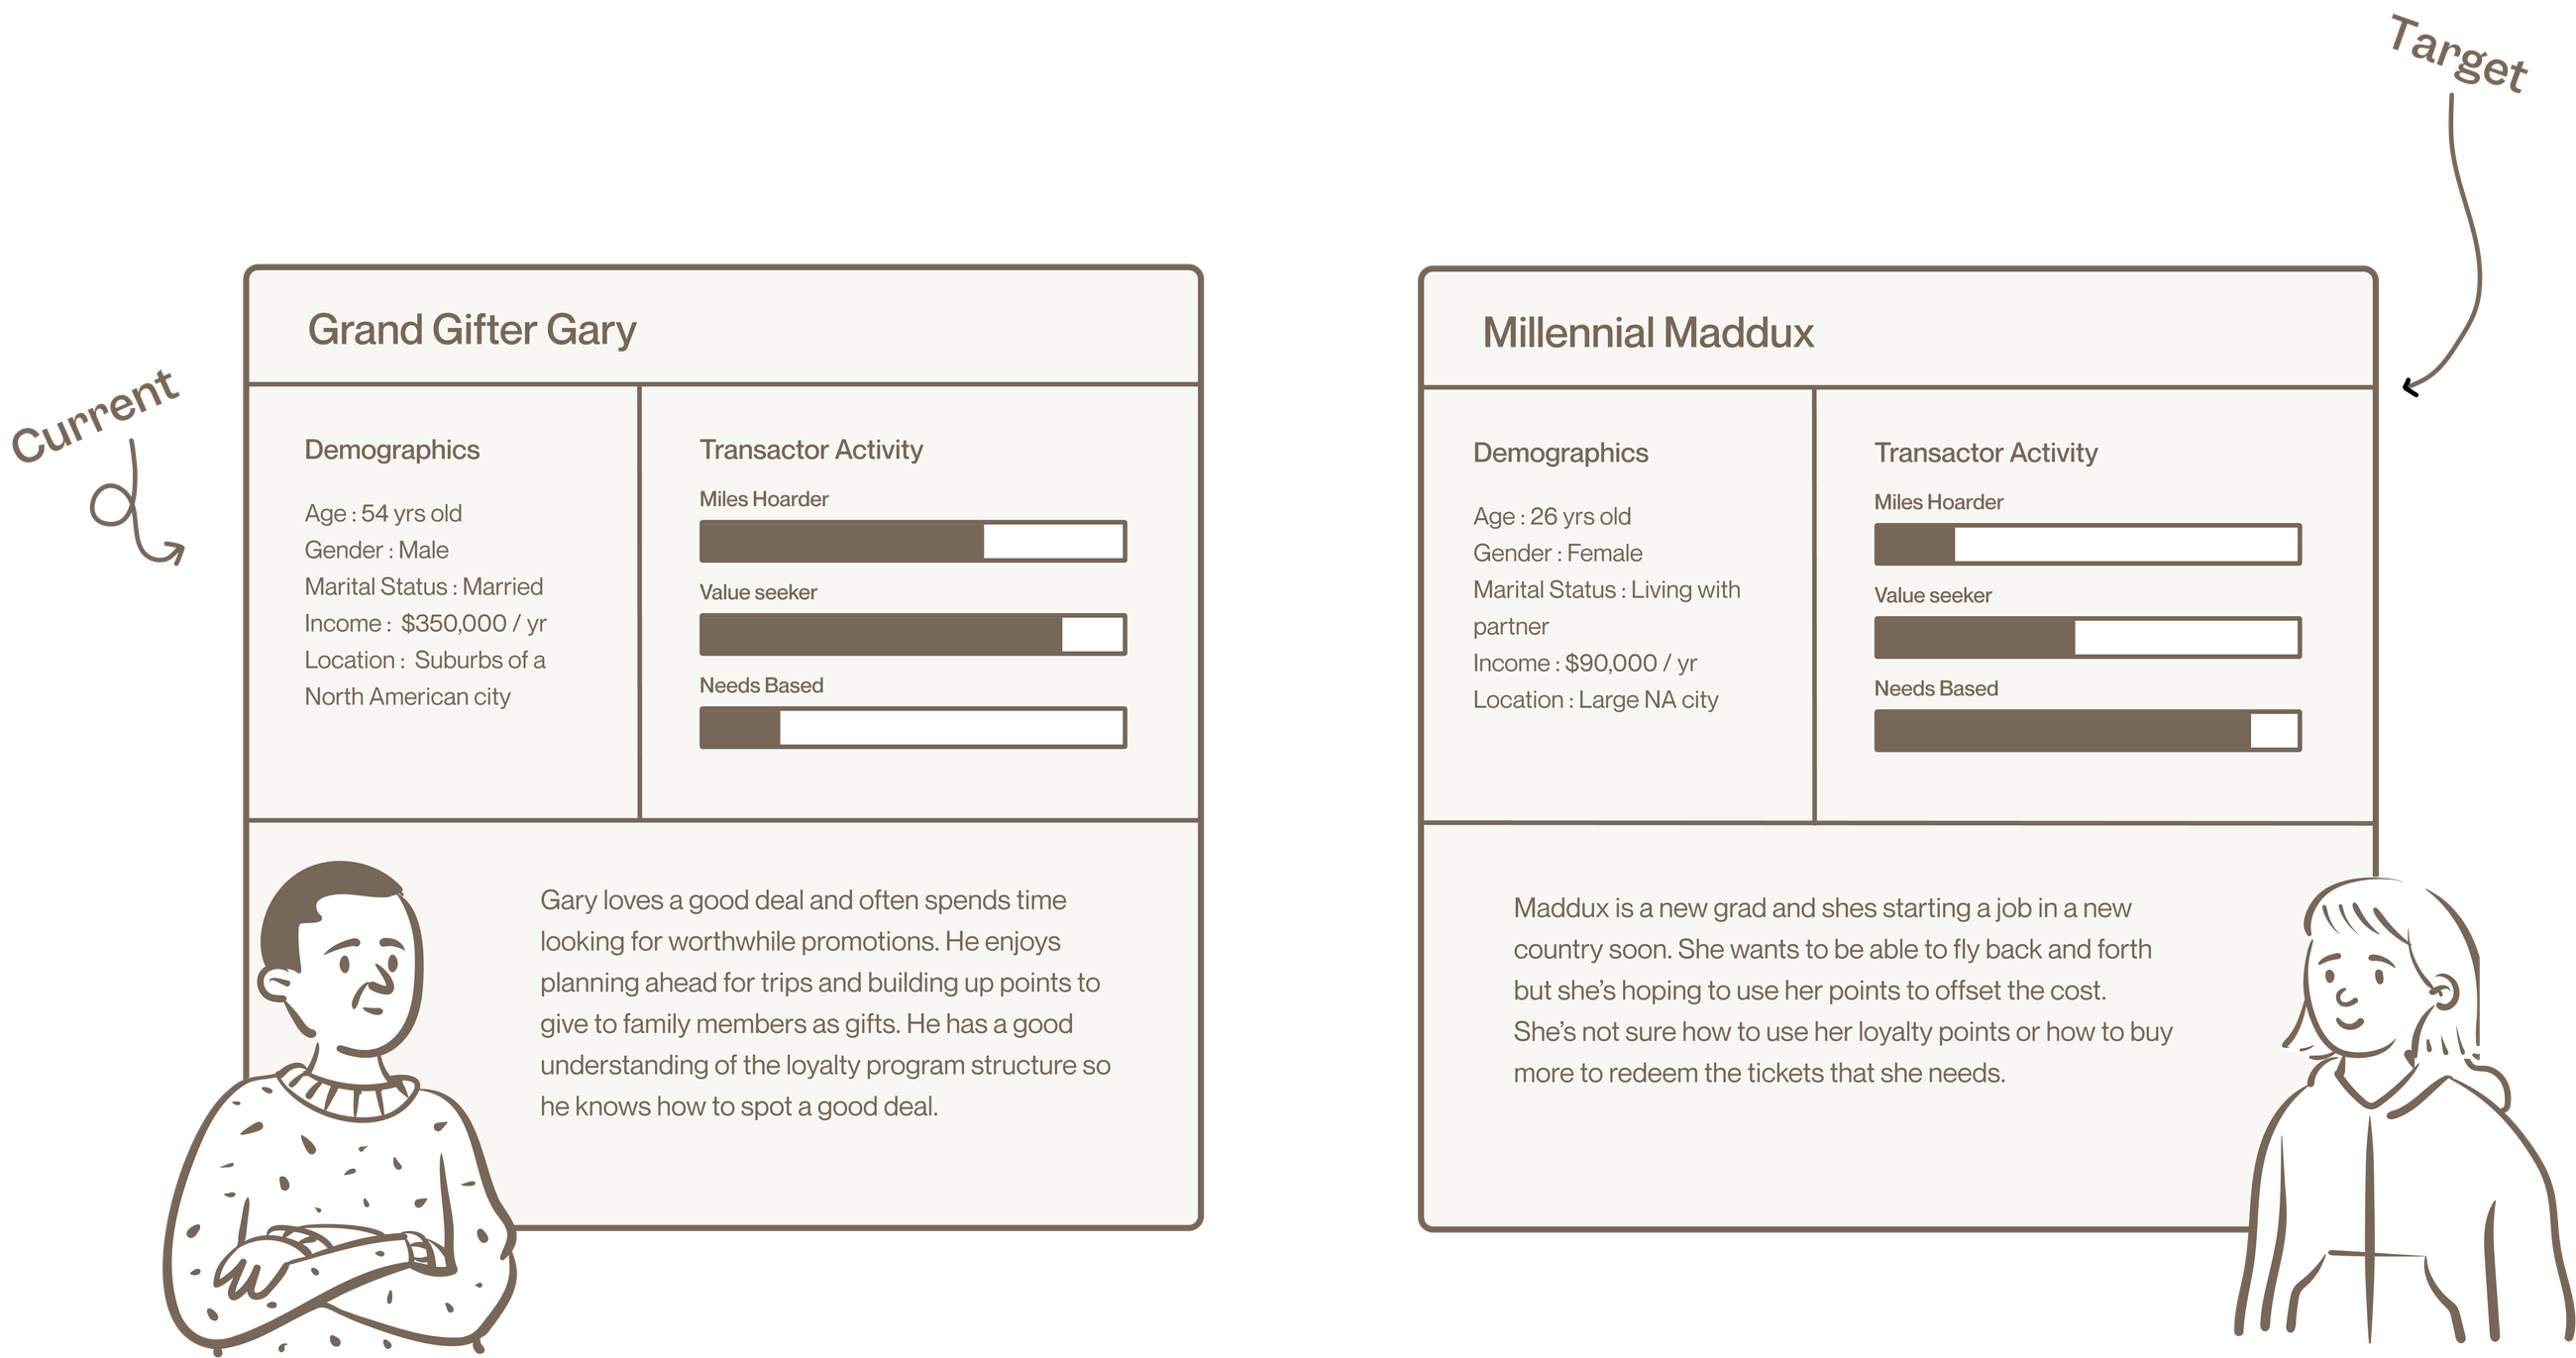 Target
Current
Grand Gifter Gary
Demographics
Age : 54 yrs old
Gender : Male
Marital Status : Married
Income :  $350,000 / yr
Location :  Suburbs of a
North American city
Transactor Activity
Miles Hoarder
Value seeker
Needs Based
Gary loves a good deal and often spends time
looking for worthwhile promotions. He enjoys
planning ahead for trips and building up points to
give to family members as gifts. He has a good
understanding of the loyalty program structure so
he knows how to spot a good deal.
Millennial Maddux
Demographics
Age : 26 yrs old
Gender : Female
Marital Status : Living with
partner
Income : $90,000 / yr
Location : Large NA city
Transactor Activity
Miles Hoarder
Value seeker
Needs Based
Maddux is a new grad and shes starting a job in a new
country soon. She wants to be able to fly back and forth
but she’s hoping to use her points to offset the cost.
She’s not sure how to use her loyalty points or how to buy
more to redeem the tickets that she needs.